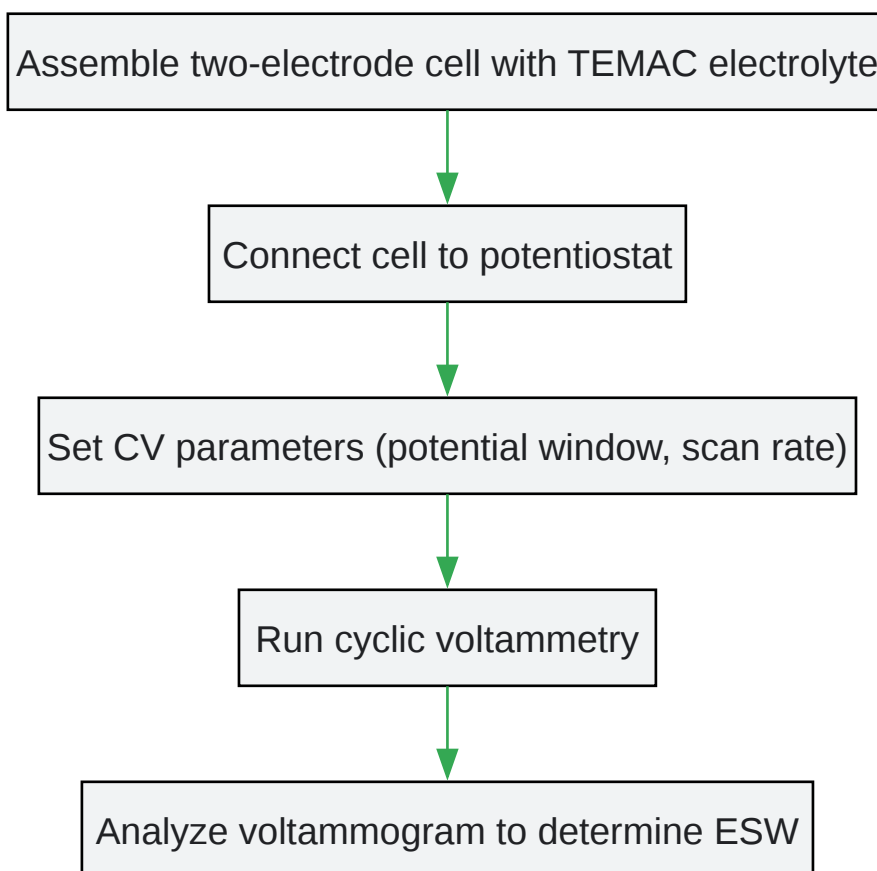 Assemble two-electrode cell with TEMAC electrolyte
Connect cell to potentiostat
Set CV parameters (potential window, scan rate)
Run cyclic voltammetry
Analyze voltammogram to determine ESW